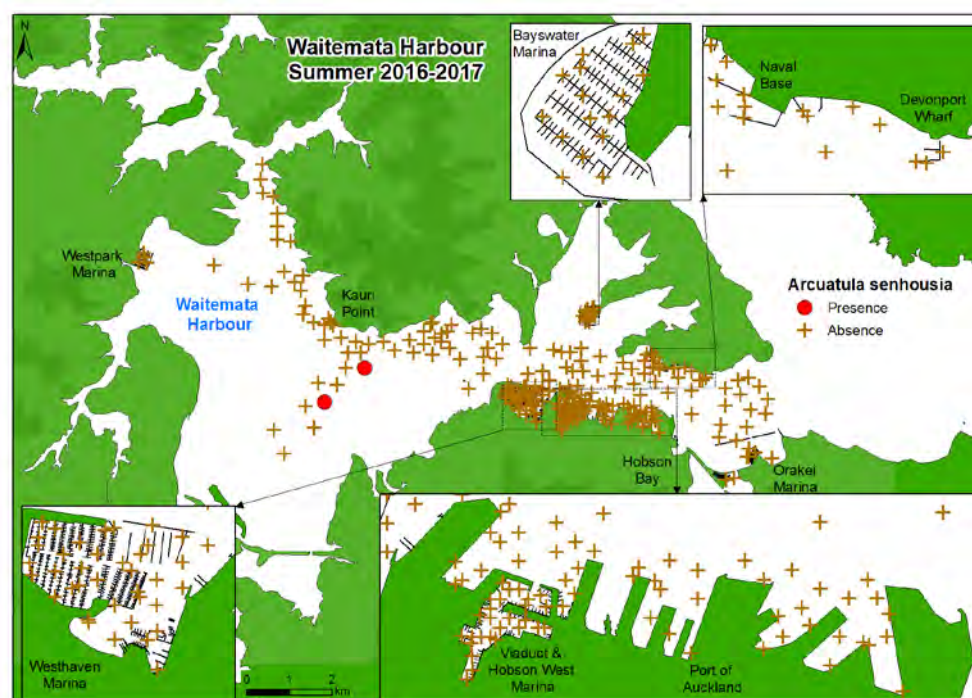 N
Waitemata Harbour
Summer 2016-2017
Bayswater
Marina
Naval
Base
Devonport
Wharf
Westpark
Marina
Waitemata
Harbour
Kauri
Point
Arcuatula senhousia
Presence
Absence
Hobson
Bay
Orakei
Marina
Westhaven
Marina
0 1 2
km
Viaduct &
Hobson West
Marina
Port of
Auckland